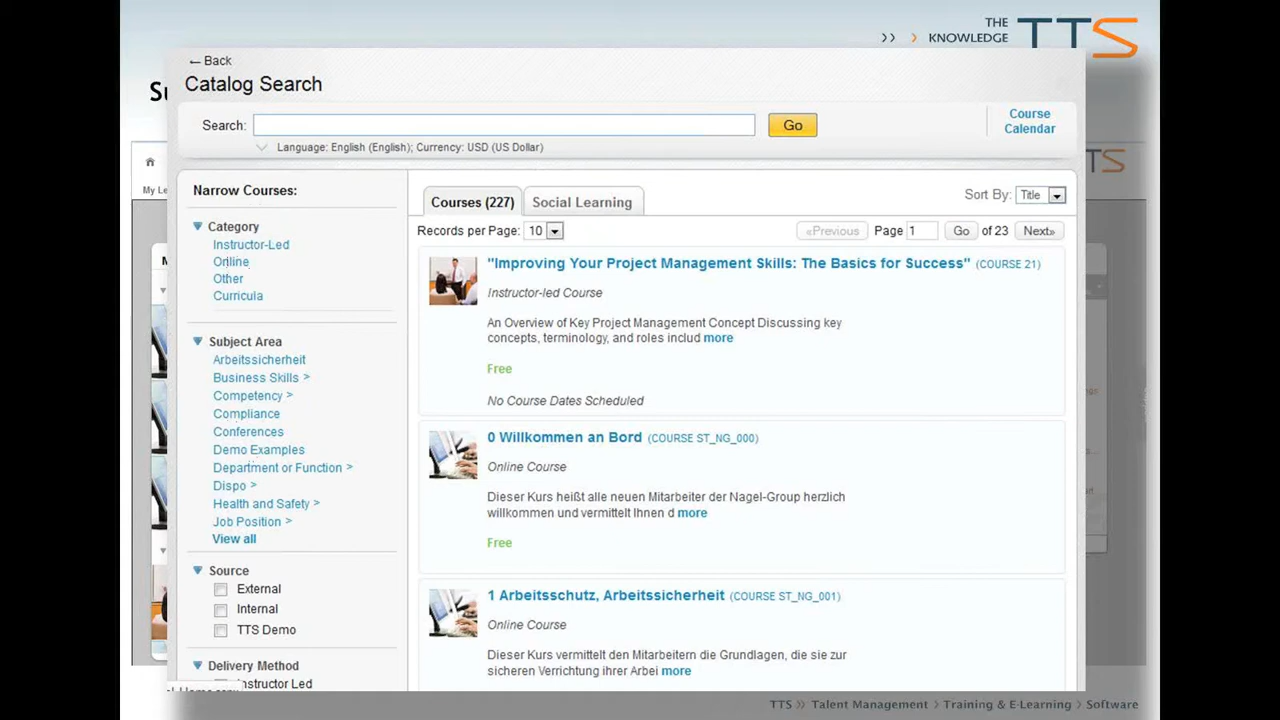 THE
>> > KNOWLEDGE TTS
Su
←Back
Catalog Search
Search: Go
Course
Calendar
Language: English (English); Currency: USD (US Dollar)
My Le
TTS
Narrow Courses:
Category
Instructor-Led
Online
Other
Curricula
Subject Area
Arbeitssicherheit
Business Skills >
Competency >
Compliance
Conferences
Demo Examples
Department or Function >
Dispo >
Health and Safety >
Job Position >
View all
Source
External
Internal
TTS Demo
Delivery Method
Instructor Led
Courses (227) Social Learning
Sort By: Title
Records per Page: 10
«Previous Page 1 Go of 23 Next»
"Improving Your Project Management Skills: The Basics for Success" (COURSE 21)
Instructor-led Course
An Overview of Key Project Management Concept Discussing key
concepts, terminology, and roles includ more
Free
No Course Dates Scheduled
0 Willkommen an Bord (COURSE ST_NG_000)
Online Course
Dieser Kurs heißt alle neuen Mitarbeiter der Nagel-Group herzlich
willkommen und vermittelt Ihnen d more
Free
1 Arbeitsschutz, Arbeitssicherheit (COURSE ST_NG_001)
Online Course
Dieser Kurs vermittelt den Mitarbeitern die Grundlagen, die sie zur
sicheren Verrichtung ihrer Arbei more
TTS >> Talent Management > Training & E-Learning > Software